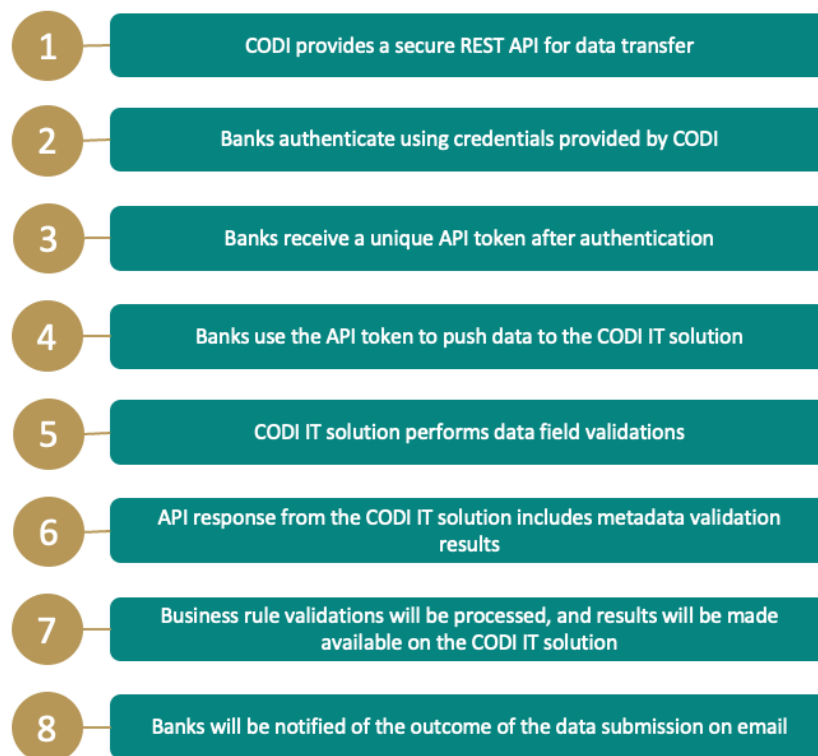 1
CODI provides a secure REST API for data transfer
2
Banks authenticate using credentials provided by CODI
3
Banks receive a unique API token after authentication
4
Banks use the API token to push data to the CODI IT solution
5
CODI IT solution performs data field validations
6
API response from the CODI IT solution includes metadata validation
results
7
Business rule validations will be processed, and results will be made
available on the CODI IT solution
8
Banks will be notified of the outcome of the data submission on email